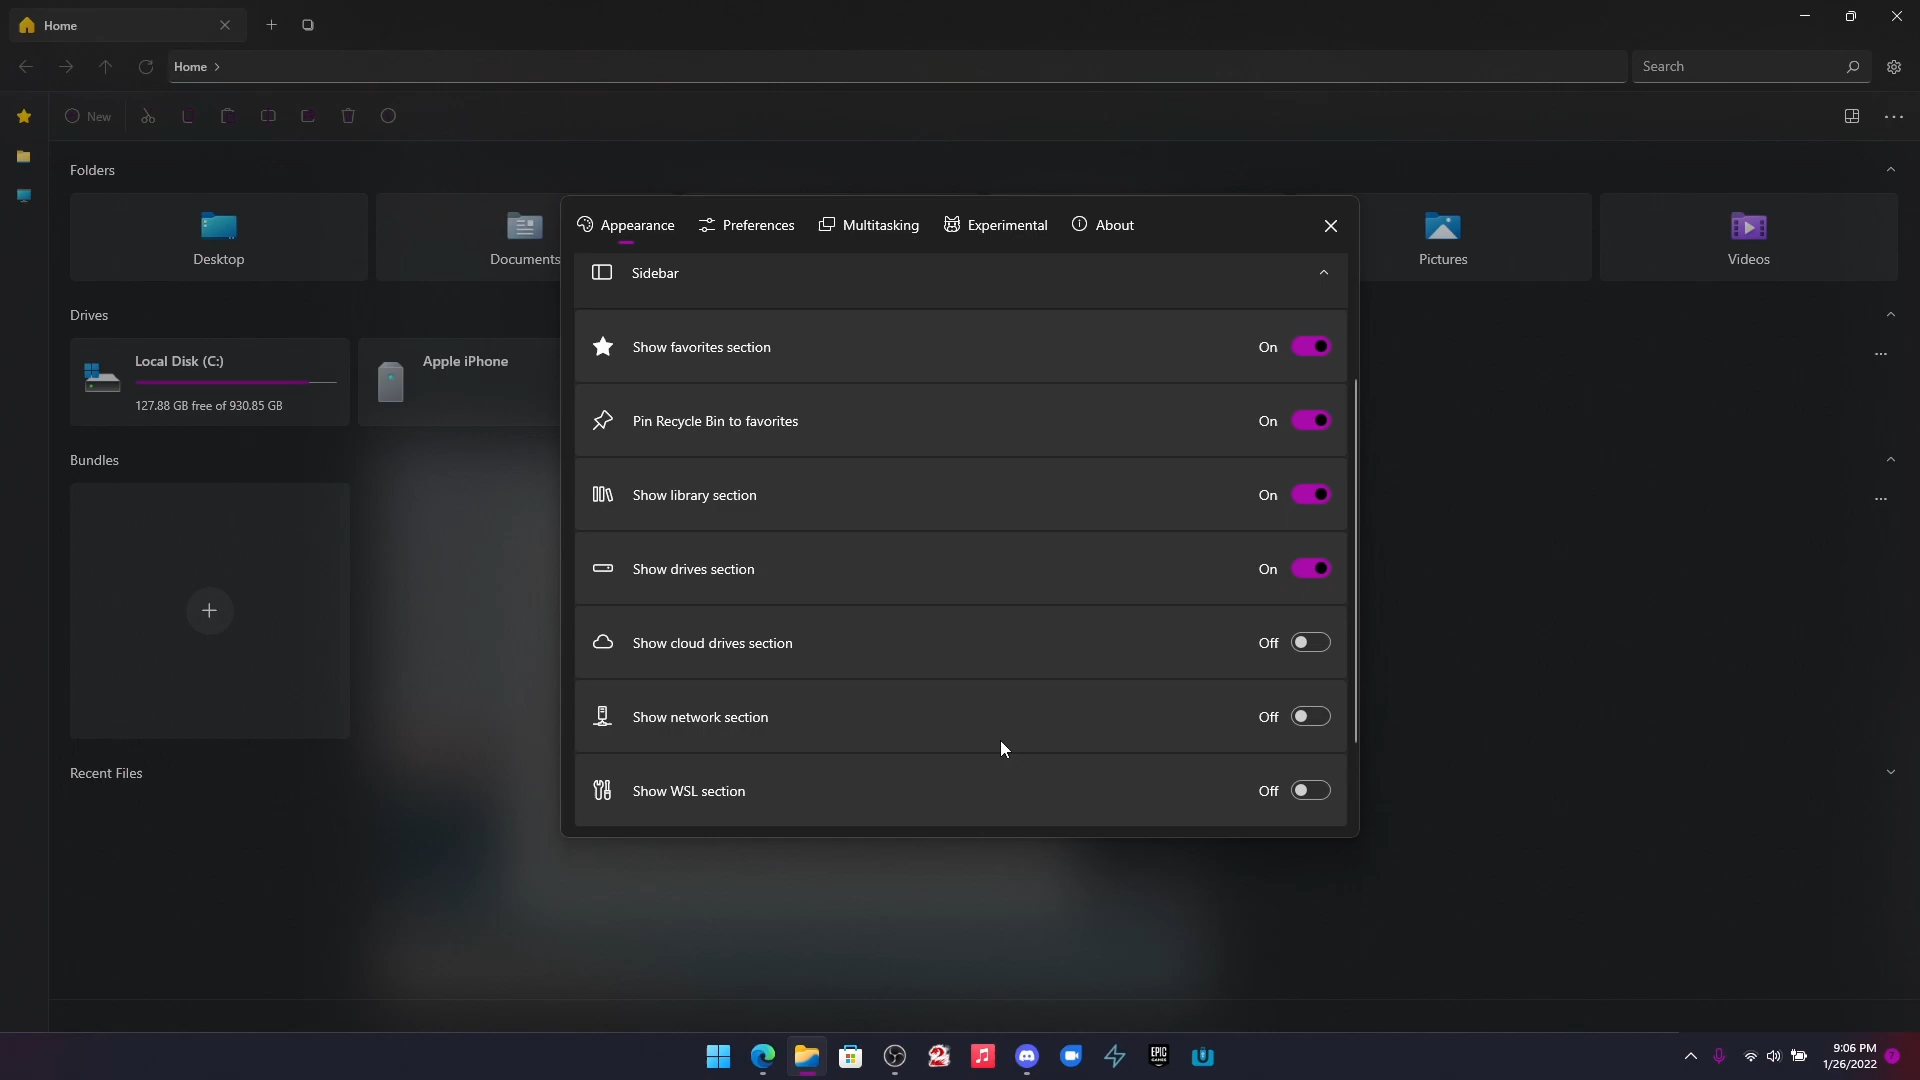 Home
Home >
Search
New
Folders
Desktop
Documents
Pictures
Videos
Drives
Local Disk (C:)
127.88 GB free of 930.85 GB
Apple iPhone
Bundles
Recent Files
Appearance
Preferences
Multitasking
Experimental
About
Sidebar
Show favorites section
On
Pin Recycle Bin to favorites
On
Show library section
On
Show drives section
On
Show cloud drives section
Off
Show network section
Off
Show WSL section
Off
EPIC
GAMES
9:06 PM
1/26/2022
7